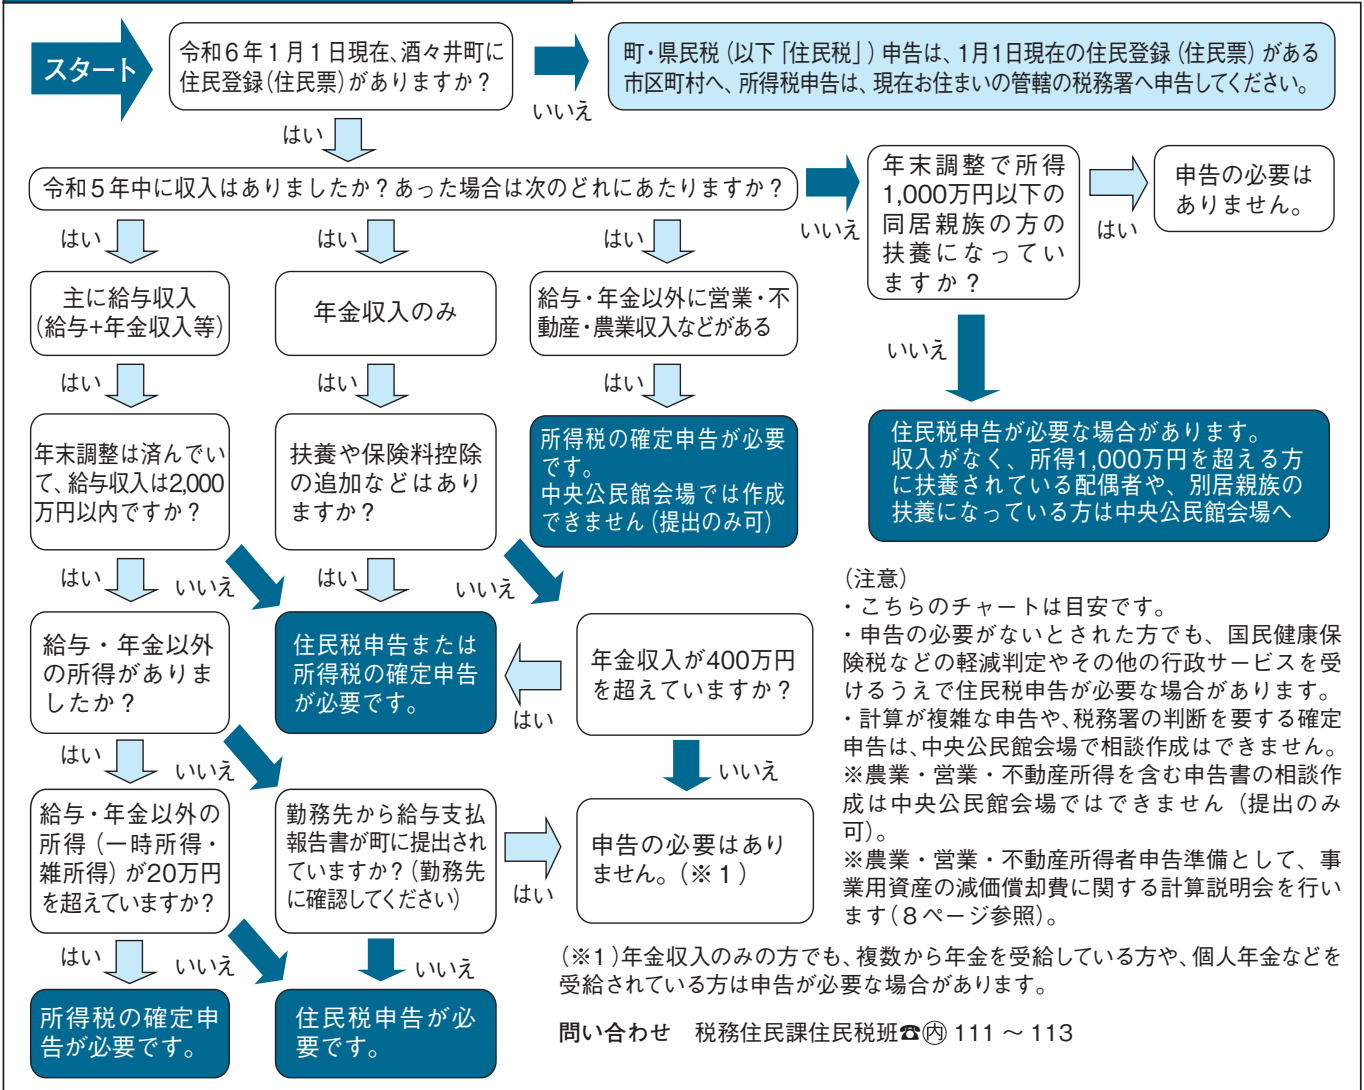 スタート
令和6年1月1日現在、酒々井町に
住民登録(住民票)がありますか？
いいえ
町・県民税(以下「住民税」)申告は、1月1日現在の住民登録(住民票)がある
市区町村へ、所得税申告は、現在お住まいの管轄の税務署へ申告してください。
はい
令和5年中に収入はありましたか？あった場合は次のどれにあたりますか？
いいえ
年末調整で所得
1,000万円以下の
同居親族の方の
扶養になってい
ますか？
はい
申告の必要は
ありません。
はい
はい
はい
主に給与収入
(給与+年金収入等)
年金収入のみ
給与・年金以外に営業・不
動産・農業収入などがある
いいえ
はい
はい
はい
年末調整は済んでい
て、給与収入は2,000
万円以内ですか？
扶養や保険料控除
の追加などはあり
ますか？
所得税の確定申告が必要
です。
中央公民館会場では作成
できません(提出のみ可)
住民税申告が必要な場合があります。
収入がなく、所得1,000万円を超える方
に扶養されている配偶者や、別居親族の
扶養になっている方は中央公民館会場へ
はい
いいえ
はい
いいえ
給与・年金以外
の所得がありま
したか？
住民税申告または
所得税の確定申告
が必要です。
はい
年金収入が400万円
を超えていますか？
はい
いいえ
いいえ
給与・年金以外の
所得(一時所得・
雑所得)が20万円
を超えていますか？
勤務先から給与支払
報告書が町に提出され
ていますか？(勤務先
に確認してください)
はい
申告の必要はあり
ません。(※1)
はい
いいえ
いいえ
所得税の確定申
告が必要です。
住民税申告が必
要です。
(注意)
・こちらのチャートは目安です。
・申告の必要がないとされた方でも、国民健康保
険税などの軽減判定やその他の行政サービスを受
けるうえで住民税申告が必要な場合があります。
・計算が複雑な申告や、税務署の判断を要する確定
申告は、中央公民館会場で相談作成はできません。
※農業・営業・不動産所得を含む申告書の相談作
成は中央公民館会場ではできません(提出のみ
可)。
※農業・営業・不動産所得者申告準備として、事
業用資産の減価償却費に関する計算説明会を行い
ます(8ページ参照)。
(※1)年金収入のみの方でも、複数から年金を受給している方や、個人年金などを
受給されている方は申告が必要な場合があります。
問い合わせ　税務住民課住民税班☎㊅111～113